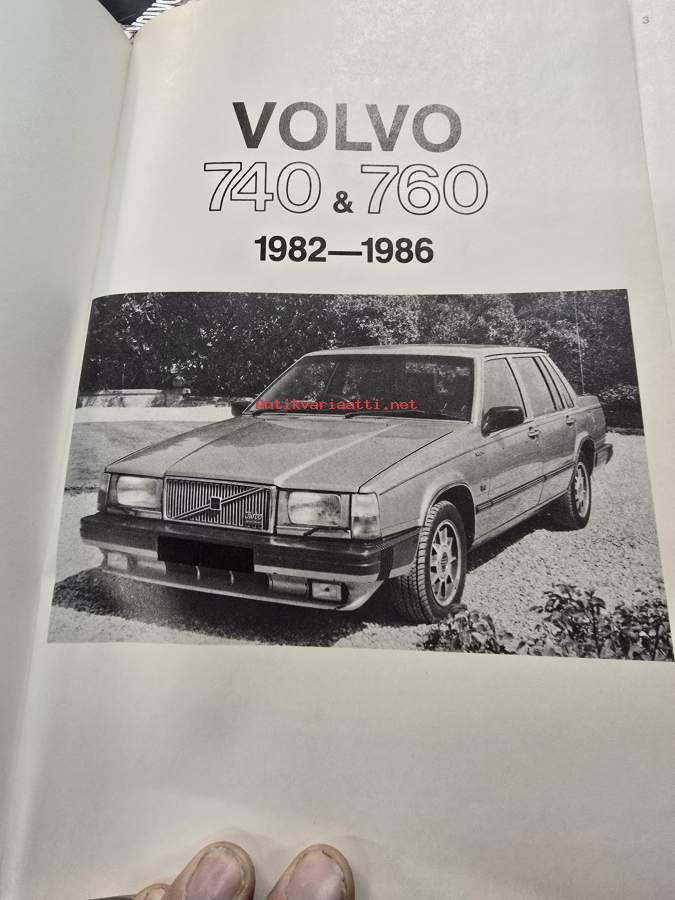 3
VOLVO
740 & 760
1982—1986
Antikvariaatti.net